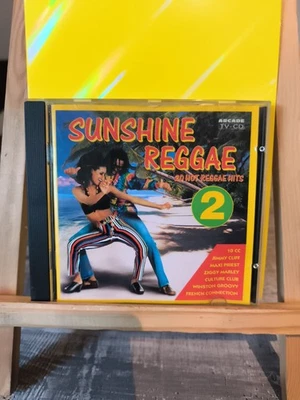 ARCADE
TV-CD
SUNSHINE
REGGAE
20 HOT REGGAE HITS
2
10 CC
JIMMY CLIFF
MAXI PRIEST
ZIGGY MARLEY
CULTURE CLUB
WINSTON GROOVY
FRENCH CONNECTION